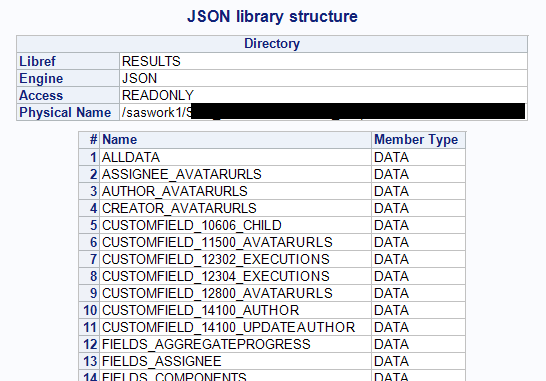 JSON library structure
Directory
Libref RESULTS
Engine JSON
Access READONLY
Physical Name /saswork1/S
# Name Member Type
1 ALLDATA DATA
2 ASSIGNEE_AVATARURLS DATA
3 AUTHOR_AVATARURLS DATA
4 CREATOR_AVATARURLS DATA
5 CUSTOMFIELD_10606_CHILD DATA
6 CUSTOMFIELD_11500_AVATARURLS DATA
7 CUSTOMFIELD_12302_EXECUTIONS DATA
8 CUSTOMFIELD_12304_EXECUTIONS DATA
9 CUSTOMFIELD_12800_AVATARURLS DATA
10 CUSTOMFIELD_14100_AUTHOR DATA
11 CUSTOMFIELD_14100_UPDATEAUTHOR DATA
12 FIELDS_AGGREGATEPROGRESS DATA
13 FIELDS_ASSIGNEE DATA
14 FIELDS_COMPONENTS DATA